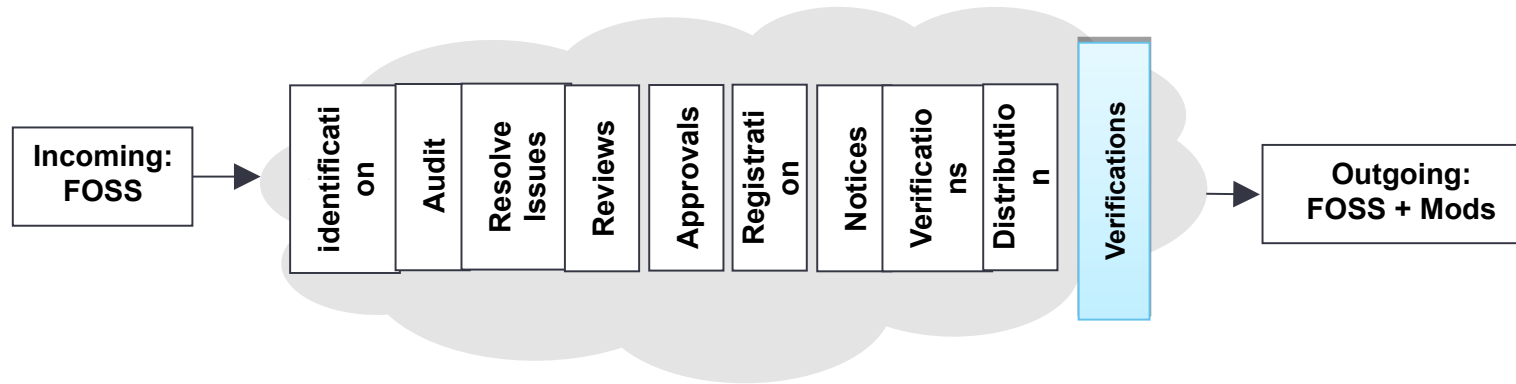 Incoming:
FOSS
identificati
on
Audit
Resolve
Issues
Reviews
Approvals
Registrati
on
Notices
Verificatio
ns
Distributio
n
Verifications
Outgoing:
FOSS + Mods